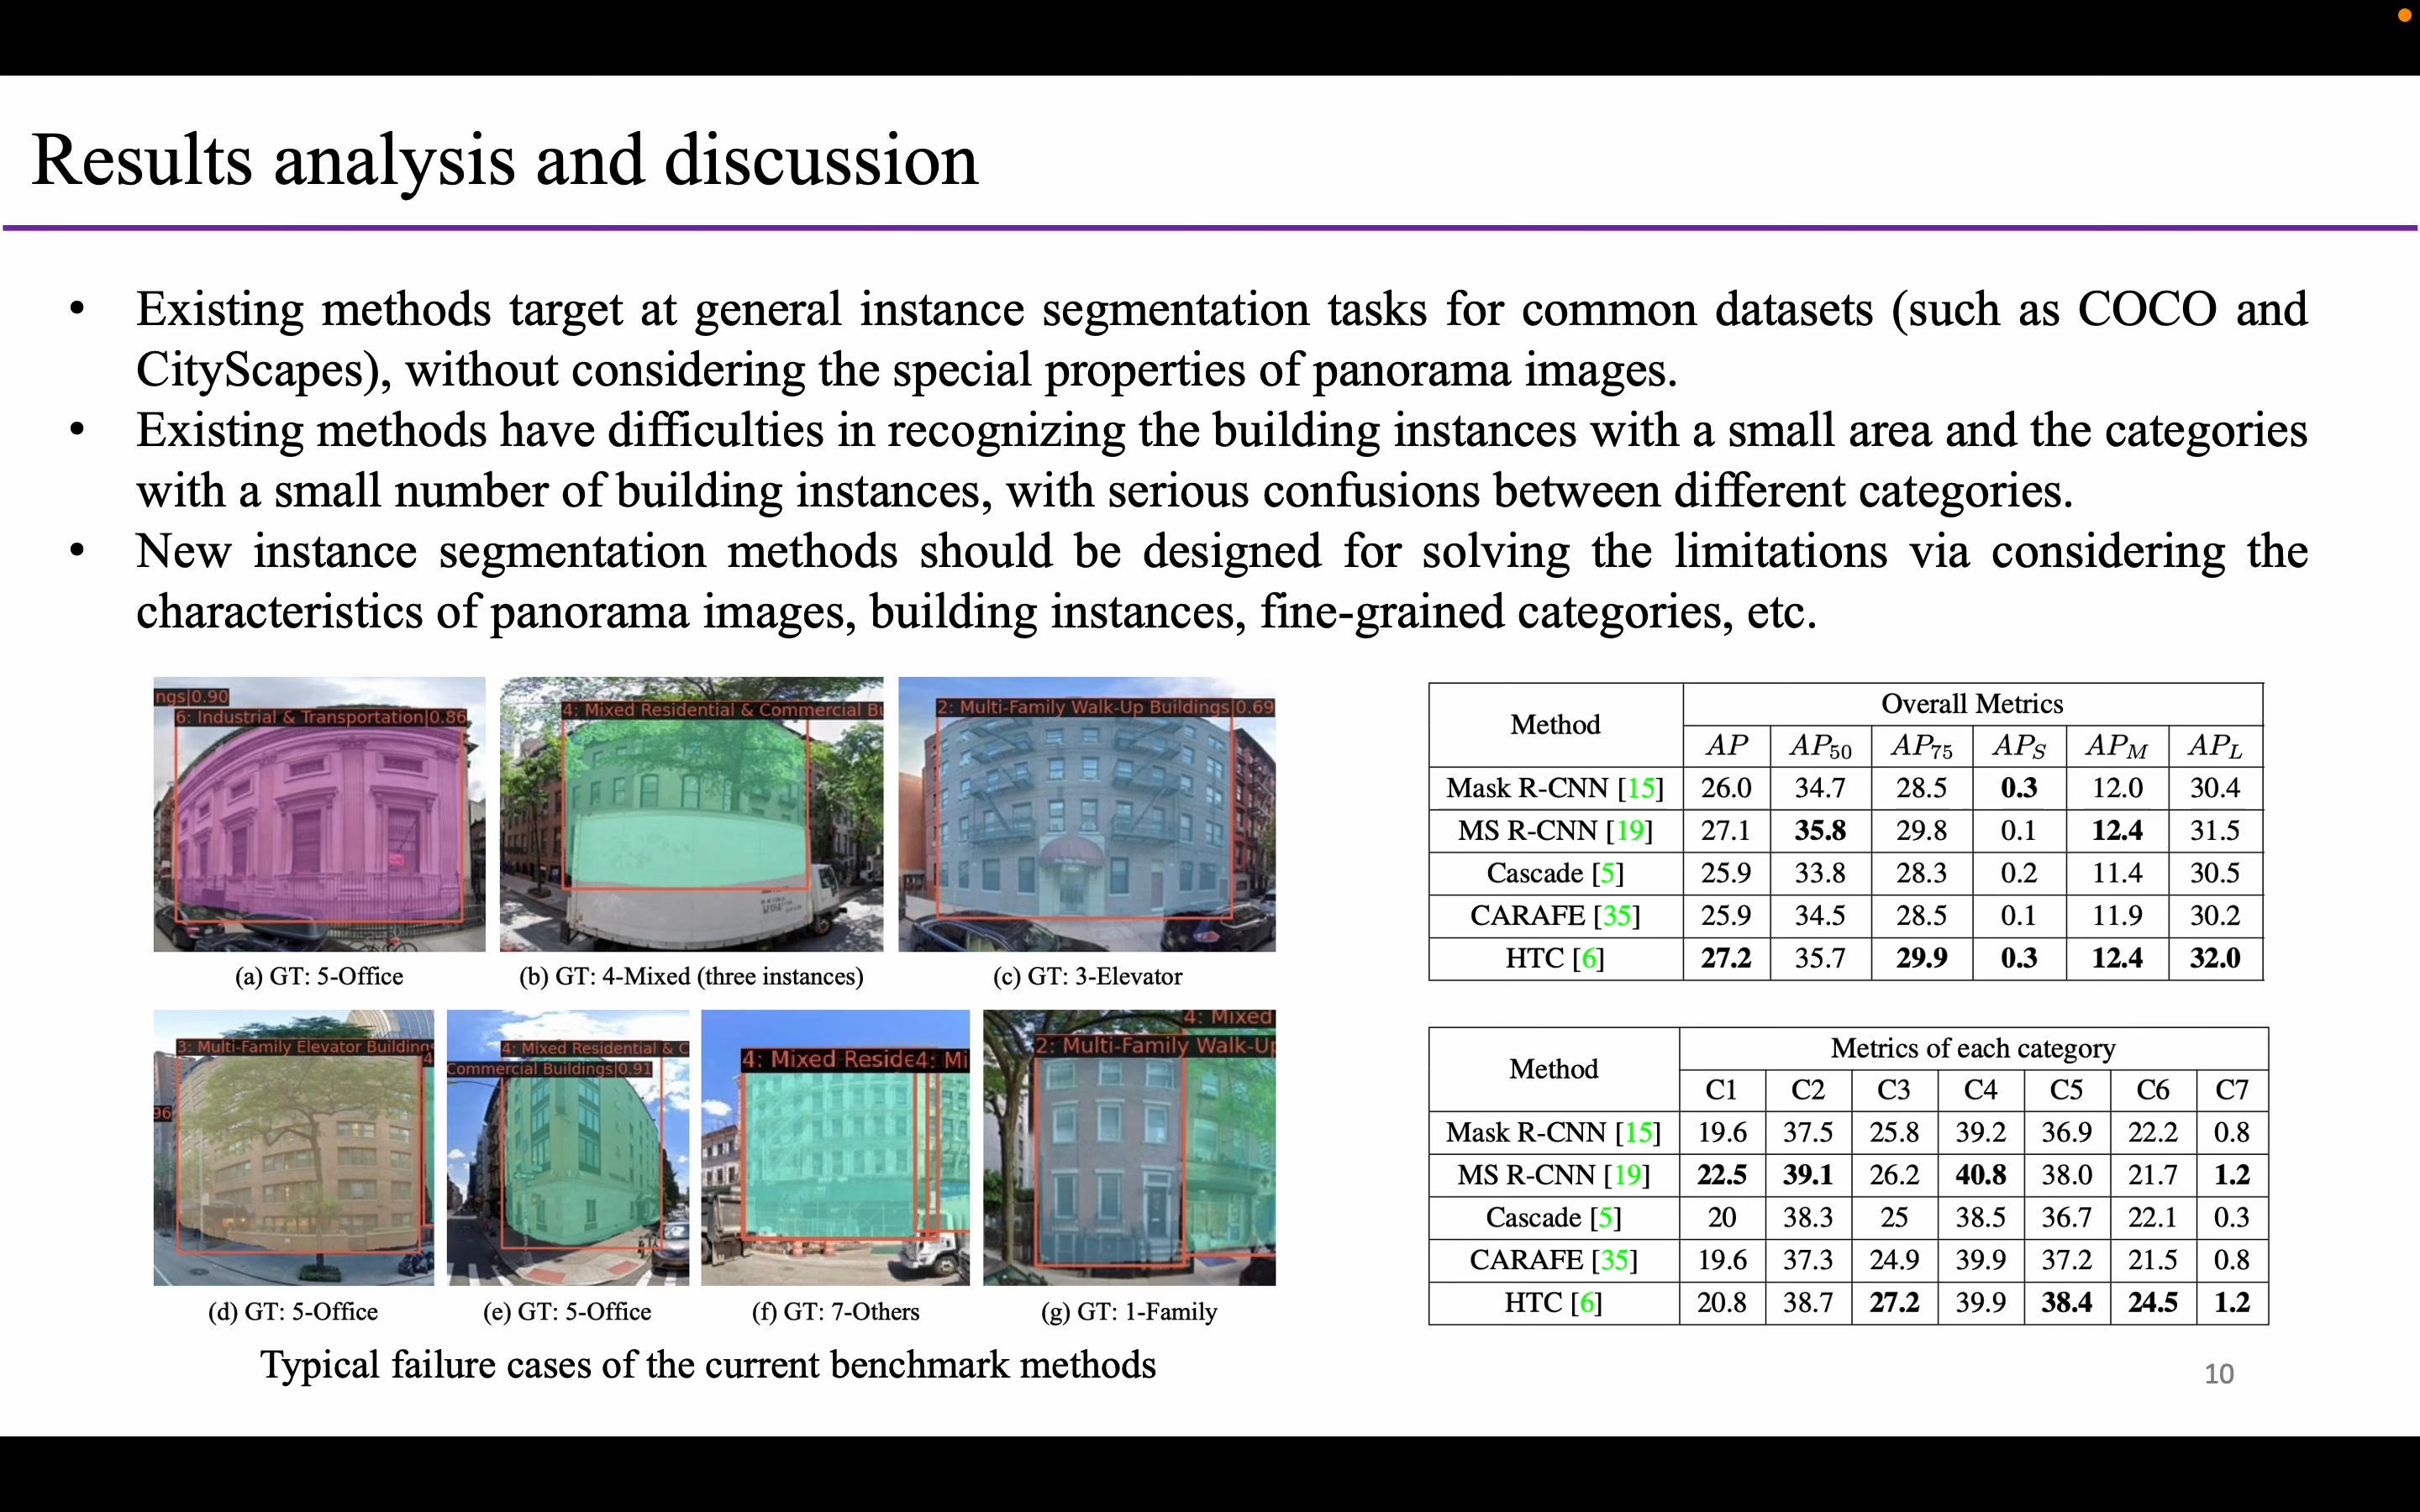 Results analysis and discussion
• Existing methods target at general instance segmentation tasks for common datasets (such as COCO and
CityScapes), without considering the special properties of panorama images.
• Existing methods have difficulties in recognizing the building instances with a small area and the categories
with a small number of building instances, with serious confusions between different categories.
• New instance segmentation methods should be designed for solving the limitations via considering the
characteristics of panorama images, building instances, fine-grained categories, etc.
ngs|0.90
6: Industrial & Transportation|0.86
4: Mixed Residential & Commercial Bu
2: Multi-Family Walk-Up Buildings|0.69
(a) GT: 5-Office
(b) GT: 4-Mixed (three instances)
(c) GT: 3-Elevator
3: Multi-Family Elevator Buildings
4
96
4: Mixed Residential & C
Commercial Buildings|0.91
4: Mixed Reside
4: Mi
4: Mixed
2: Multi-Family Walk-Up
(d) GT: 5-Office
(e) GT: 5-Office
(f) GT: 7-Others
(g) GT: 1-Family
Typical failure cases of the current benchmark methods
Method Overall Metrics
AP AP50 AP75 APS APM APL
Mask R-CNN [15] 26.0 34.7 28.5 0.3 12.0 30.4
MS R-CNN [19] 27.1 35.8 29.8 0.1 12.4 31.5
Cascade [5] 25.9 33.8 28.3 0.2 11.4 30.5
CARAFE [35] 25.9 34.5 28.5 0.1 11.9 30.2
HTC [6] 27.2 35.7 29.9 0.3 12.4 32.0
Method Metrics of each category
C1 C2 C3 C4 C5 C6 C7
Mask R-CNN [15] 19.6 37.5 25.8 39.2 36.9 22.2 0.8
MS R-CNN [19] 22.5 39.1 26.2 40.8 38.0 21.7 1.2
Cascade [5] 20 38.3 25 38.5 36.7 22.1 0.3
CARAFE [35] 19.6 37.3 24.9 39.9 37.2 21.5 0.8
HTC [6] 20.8 38.7 27.2 39.9 38.4 24.5 1.2
10